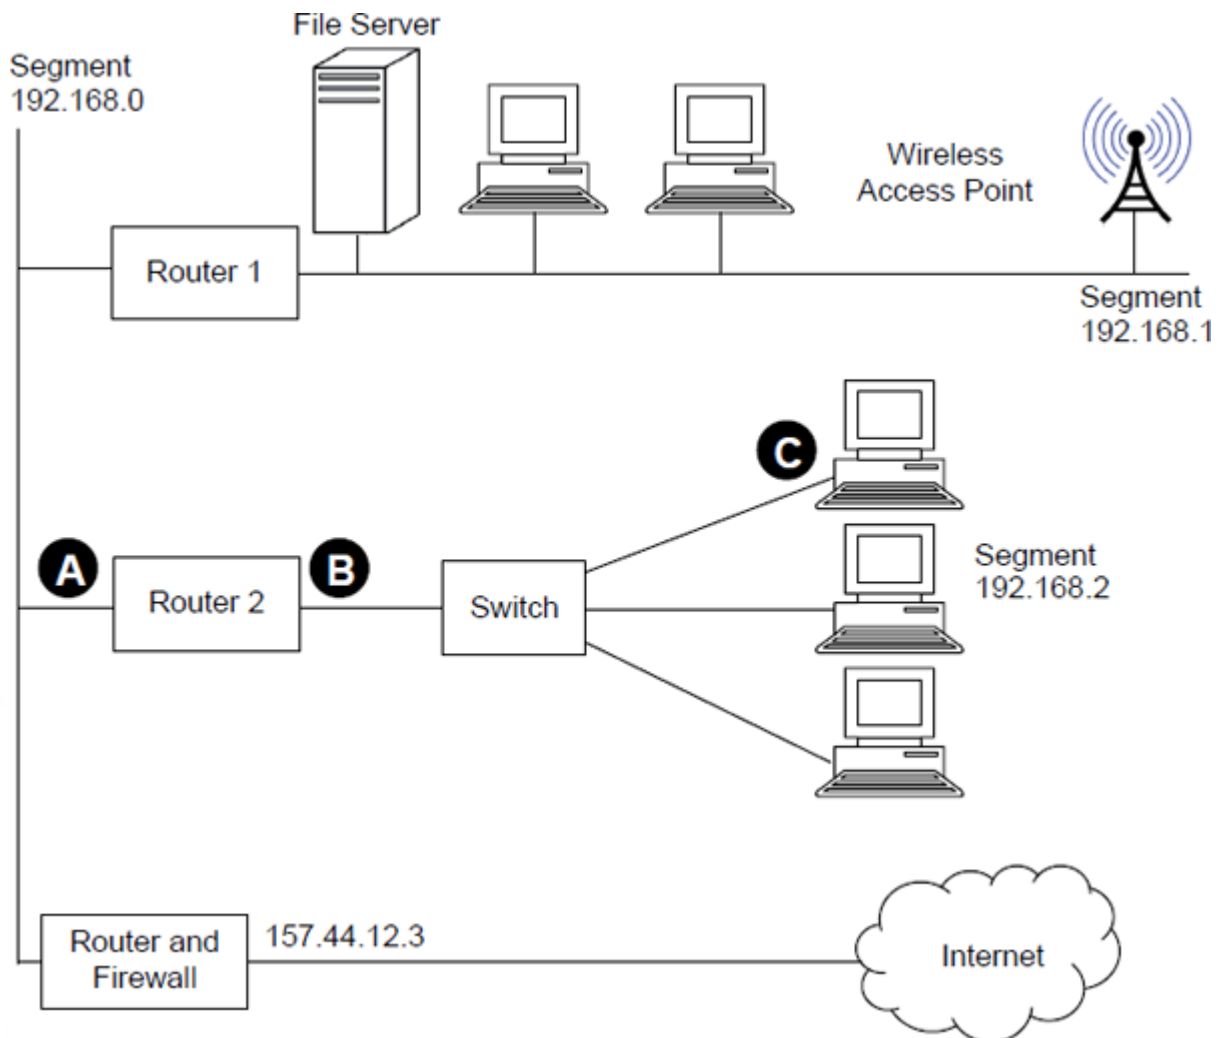 File Server
Segment
192.168.0
Wireless
Access Point
Router 1
Segment
192.168.1
C
A
Router 2
B
Switch
Segment
192.168.2
Router and
Firewall
157.44.12.3
Internet